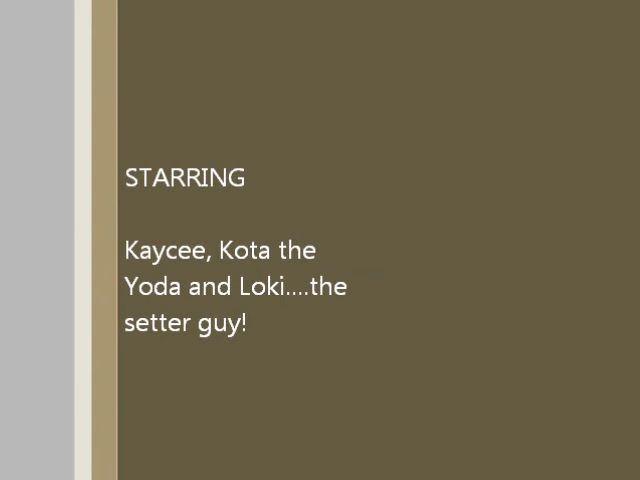 STARRING
Kaycee, Kota the
Yoda and Loki....the
setter guy!